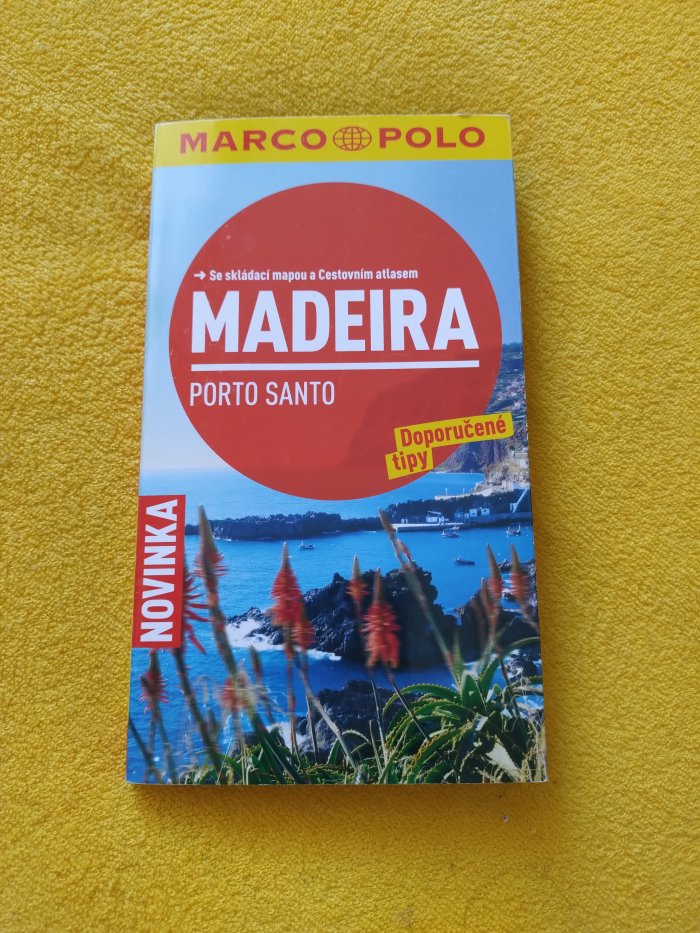 MARCO POLO
➔ Se skládací mapou a Cestovním atlasem
MADEIRA
PORTO SANTO
Doporučené
tipy
NOVINKA